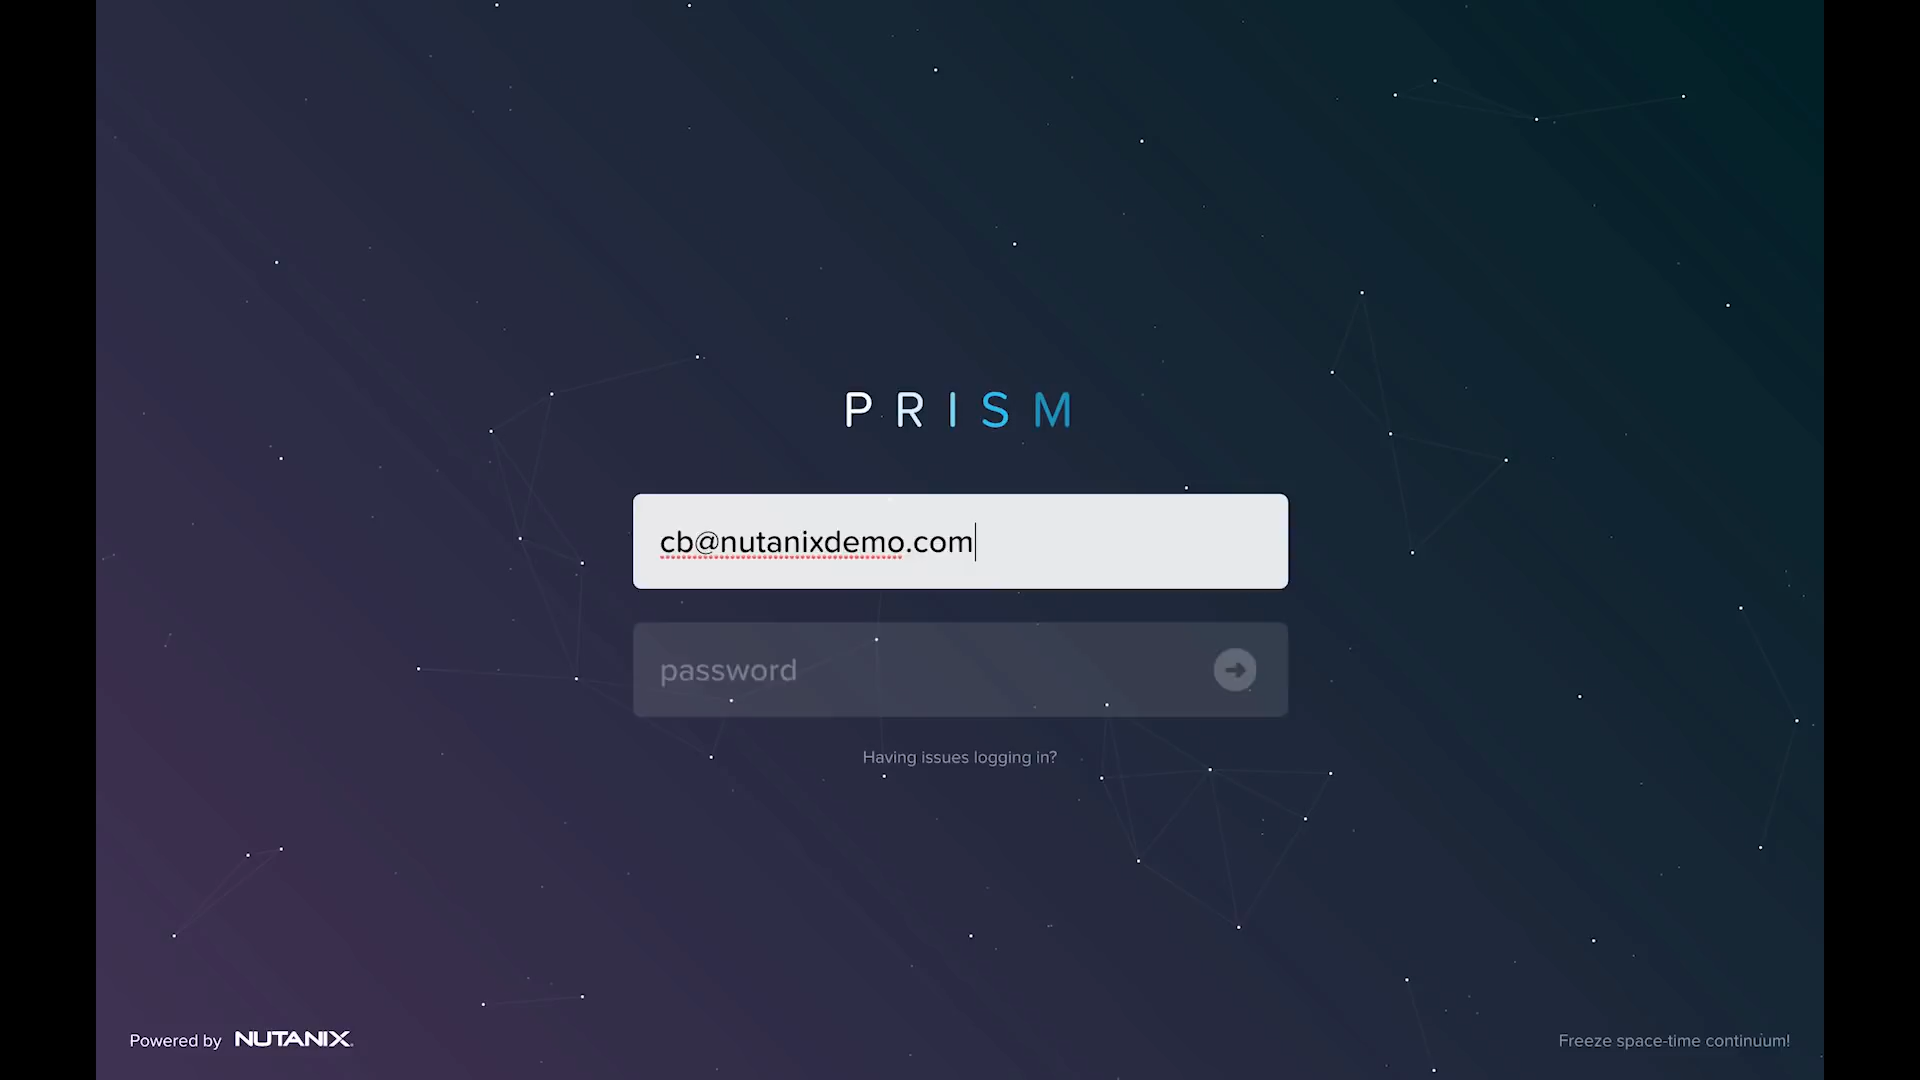 PRISM
cb@nutanixdemo.com
password
Having issues logging in?
Powered by NUTANIX.
Freeze space-time continuum!